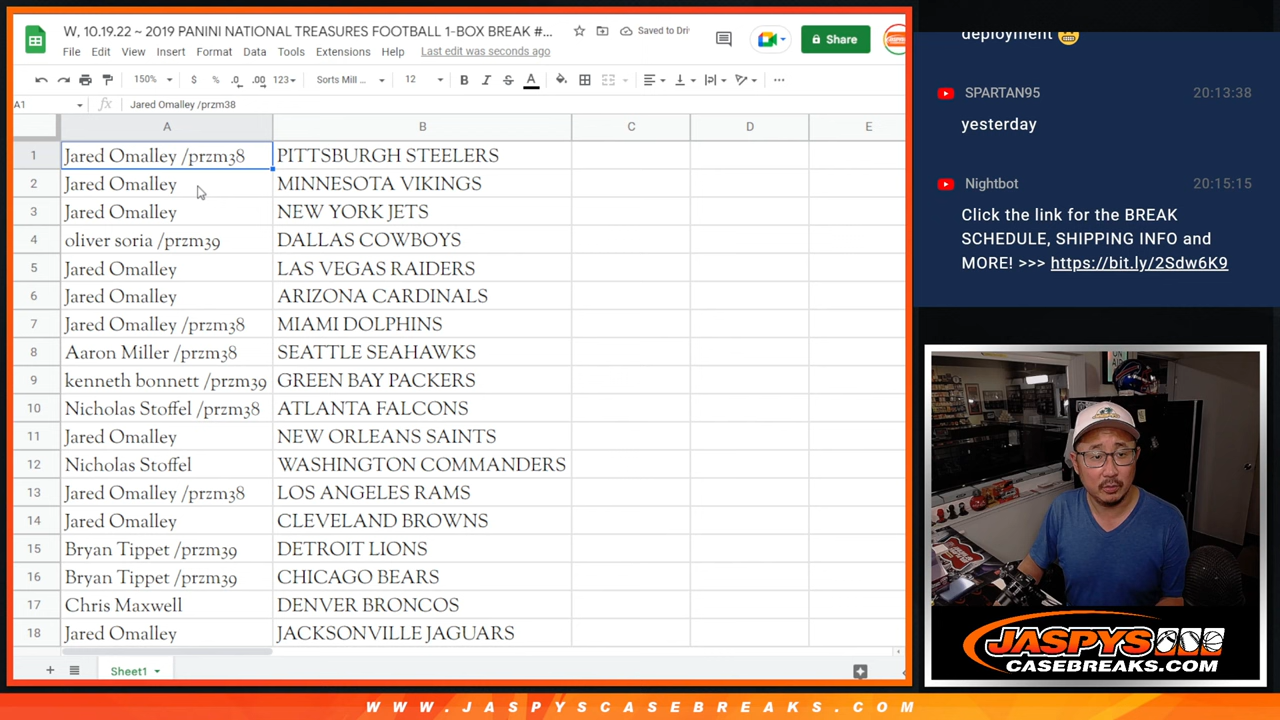 W, 10.19.22 ~ 2019 PANINI NATIONAL TREASURES FOOTBALL 1-BOX BREAK #...
Saved to Dri
Share
File Edit View Insert Format Data Tools Extensions Help Last edit was seconds ago
150% $ % .0 .00 123 Sorts Mill ... 12 B I S A
A1 fx Jared Omalley /przm38
A B C D E
1 Jared Omalley /przm38 PITTSBURGH STEELERS
2 Jared Omalley MINNESOTA VIKINGS
3 Jared Omalley NEW YORK JETS
4 oliver soria /przm39 DALLAS COWBOYS
5 Jared Omalley LAS VEGAS RAIDERS
6 Jared Omalley ARIZONA CARDINALS
7 Jared Omalley /przm38 MIAMI DOLPHINS
8 Aaron Miller /przm38 SEATTLE SEAHAWKS
9 kenneth bonnett /przm39 GREEN BAY PACKERS
10 Nicholas Stoffel /przm38 ATLANTA FALCONS
11 Jared Omalley NEW ORLEANS SAINTS
12 Nicholas Stoffel WASHINGTON COMMANDERS
13 Jared Omalley /przm38 LOS ANGELES RAMS
14 Jared Omalley CLEVELAND BROWNS
15 Bryan Tippet /przm39 DETROIT LIONS
16 Bryan Tippet /przm39 CHICAGO BEARS
17 Chris Maxwell DENVER BRONCOS
18 Jared Omalley JACKSONVILLE JAGUARS
Sheet1
deployment
SPARTAN95 20:13:38
yesterday
Nightbot 20:15:15
Click the link for the BREAK
SCHEDULE, SHIPPING INFO and
MORE! >>> https://bit.ly/2Sdw6K9
JASPYS
CASEBREAKS.COM
WWW.JASPYSCASEBREAKS.COM